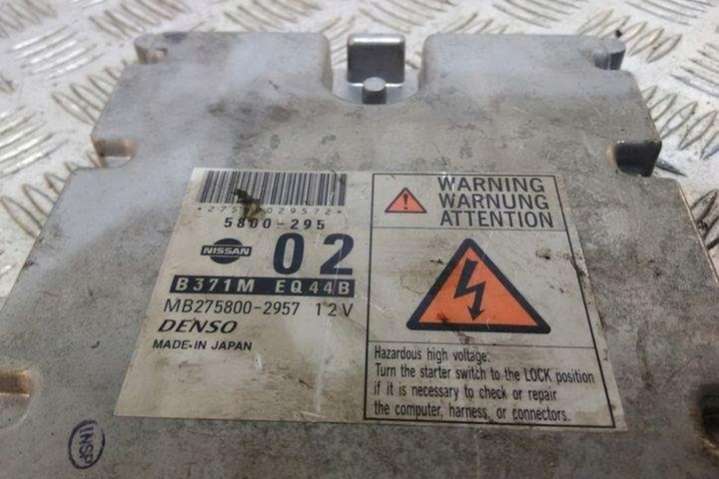 5800-295
NISSAN
02
B371M EQ44B
MB275800-2957 12V
DENSO
MADE-IN JAPAN
WARNING
WARNUNG
ATTENTION
Hazardous high voltage:
Turn the starter switch to the LOCK position
if it is necessary to check or repair
the computer, harness, or connectors.
INSP